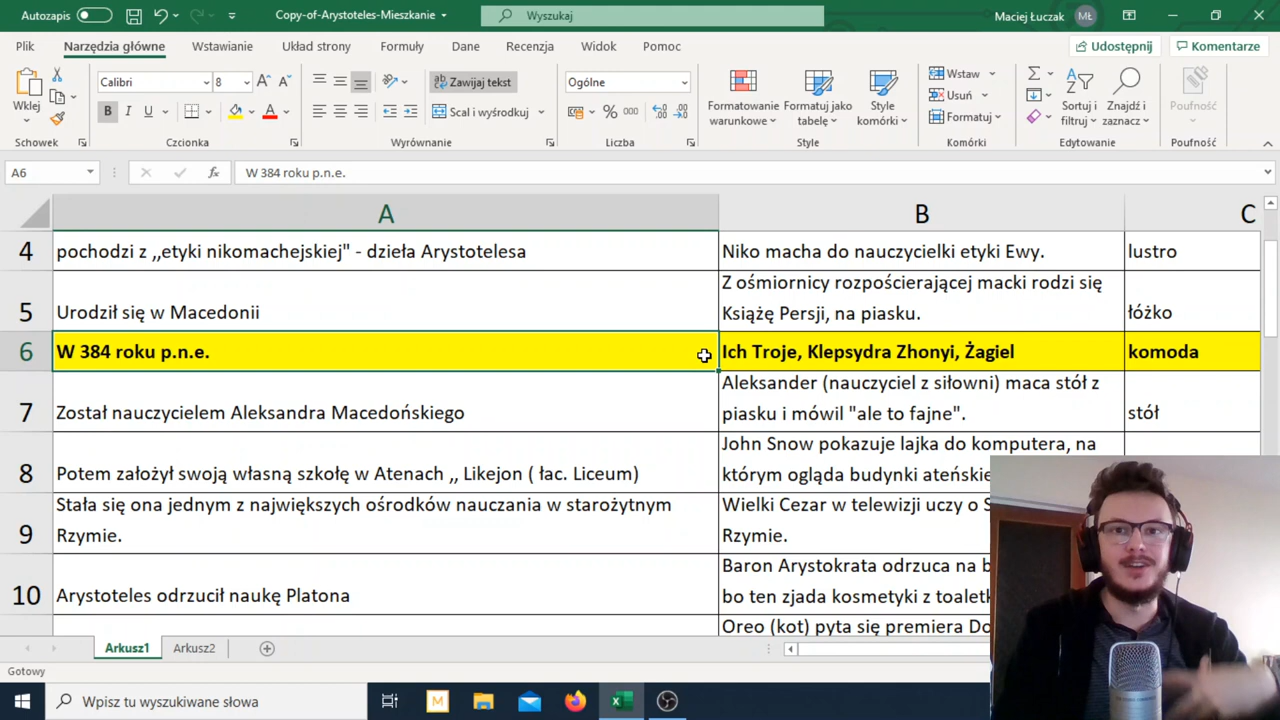 Autozapis
Copy-of-Arystoteles-Mieszkanie
Wyszukaj
Maciej Łuczak
MŁ
Plik
Narzędzia główne
Wstawianie
Układ strony
Formuły
Dane
Recenzja
Widok
Pomoc
Udostępnij
Komentarze
Wklej
Calibri
8
B I U
Zawijaj tekst
Scal i wyśrodkuj
Ogólne
% 000
Formatowanie warunkowe
Formatuj jako tabelę
Style komórki
Wstaw
Usuń
Formatuj
Sortuj i filtruj
Znajdź i zaznacz
Poufność
Schowek
Czcionka
Wyrównanie
Liczba
Style
Komórki
Edytowanie
Poufność
A6
fx
W 384 roku p.n.e.
A
B
C
4
pochodzi z ,,etyki nikomachejskiej" - dzieła Arystotelesa
Niko macha do nauczycielki etyki Ewy.
lustro
5
Urodził się w Macedonii
Z ośmiornicy rozpościerającej macki rodzi się
Książę Persji, na piasku.
łóżko
6
W 384 roku p.n.e.
Ich Troje, Klepsydra Zhonyi, Żagiel
komoda
7
Został nauczycielem Aleksandra Macedońskiego
Aleksander (nauczyciel z siłowni) maca stół z
piasku i mówił "ale to fajne".
stół
8
Potem założył swoją własną szkołę w Atenach ,, Likejon ( łac. Liceum)
John Snow pokazuje lajka do komputera, na
którym ogląda budynki ateński
9
Stała się ona jednym z największych ośrodków nauczania w starożytnym
Rzymie.
Wielki Cezar w telewizji uczy o S
Rzymie.
10
Arystoteles odrzucił naukę Platona
Baron Arystokrata odrzuca na b
bo ten zjada kosmetyki z toaletk
Oreo (kot) pyta się premiera Do
Arkusz1
Arkusz2
Gotowy
Wpisz tu wyszukiwane słowa